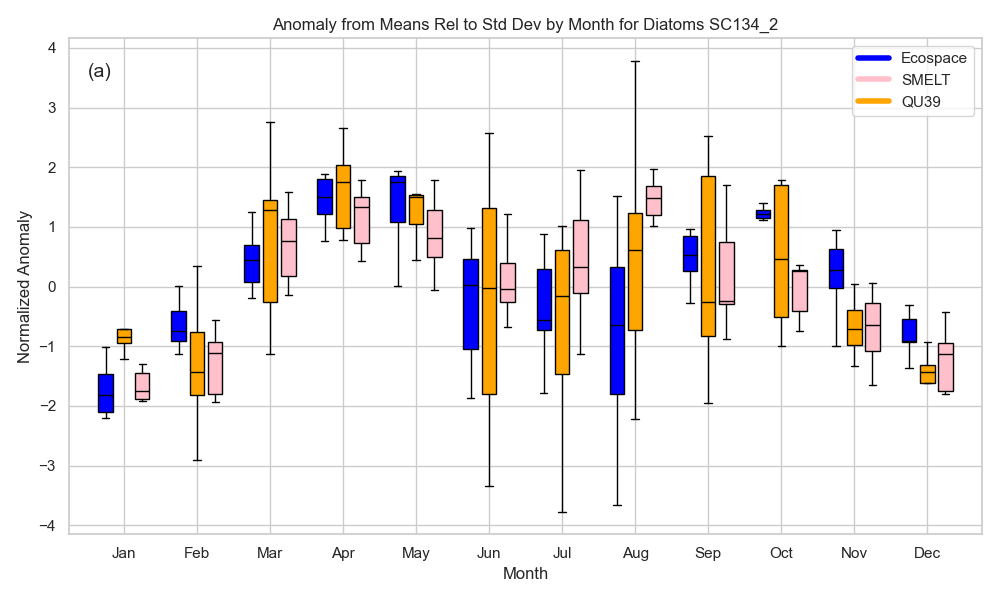 Anomaly from Means Rel to Std Dev by Month for Diatoms SC134_2
(a)
Ecospace
SMELT
QU39
Normalized Anomaly
4
3
2
1
0
−1
−2
−3
−4
Jan Feb Mar Apr May Jun Jul Aug Sep Oct Nov Dec
Month